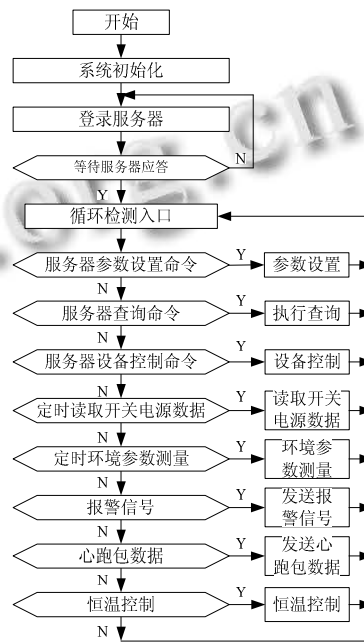 开始
系统初始化
登录服务器
等待服务器应答
N
Y
循环检测入口
服务器参数设置命令
Y
参数设置
N
服务器查询命令
Y
执行查询
N
服务器设备控制命令
Y
设备控制
N
定时读取开关电源数据
Y
读取开关
电源数据
N
定时环境参数测量
Y
环境参
数测量
N
报警信号
Y
发送报
警信号
N
心跑包数据
Y
发送心
跑包数据
N
恒温控制
Y
恒温控制
N